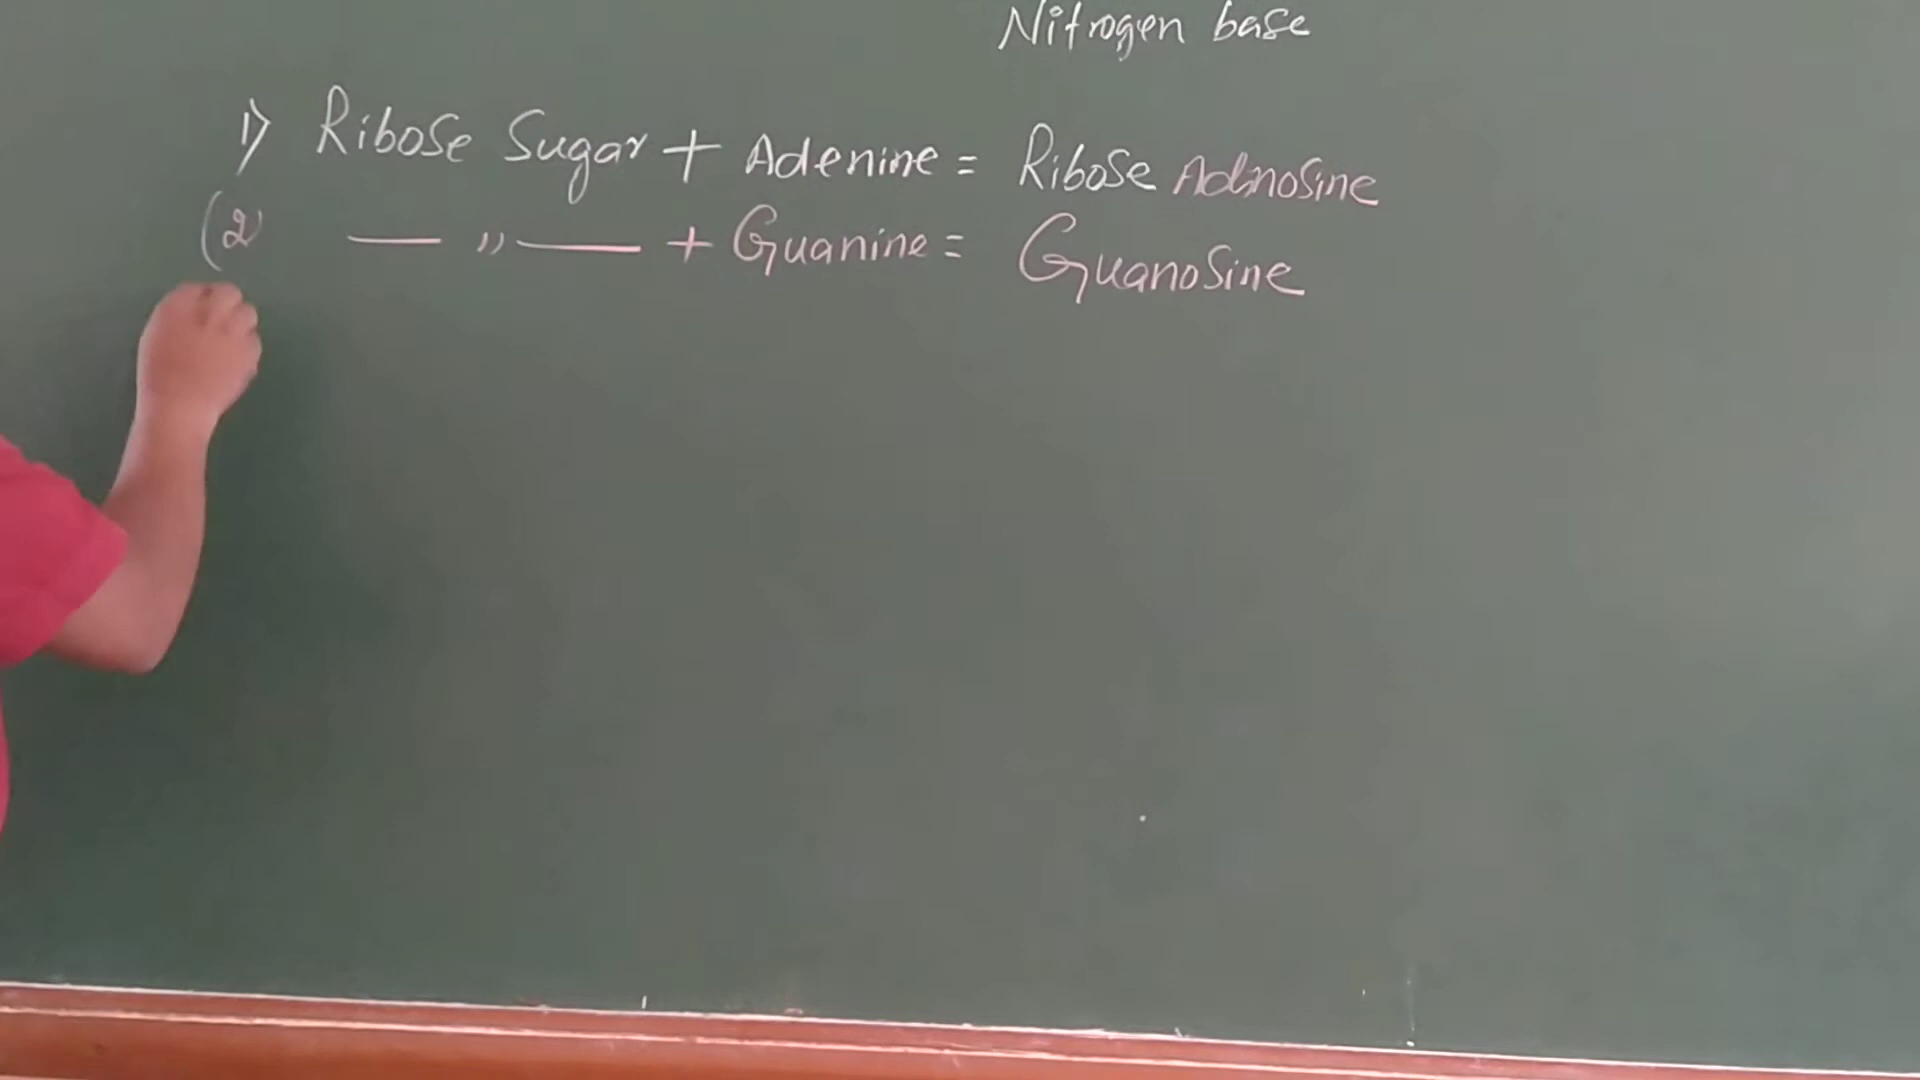 Nitrogen base
1) Ribose Sugar + Adenine = Ribose Adnosine
(2) — " — + Guanine = Guanosine